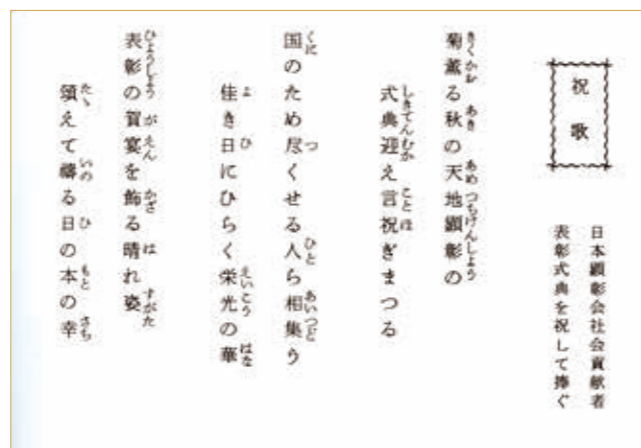 祝歌
日本顕彰会社会貢献者
表彰式典を祝して捧ぐ
菊薫る秋の天地顕彰の
式典迎え言祝ぎまつる
国のため尽くせる人ら相集う
佳き日にひらく栄光の華
表彰の賀宴を飾る晴れ姿
頌えて禱る日の本の幸